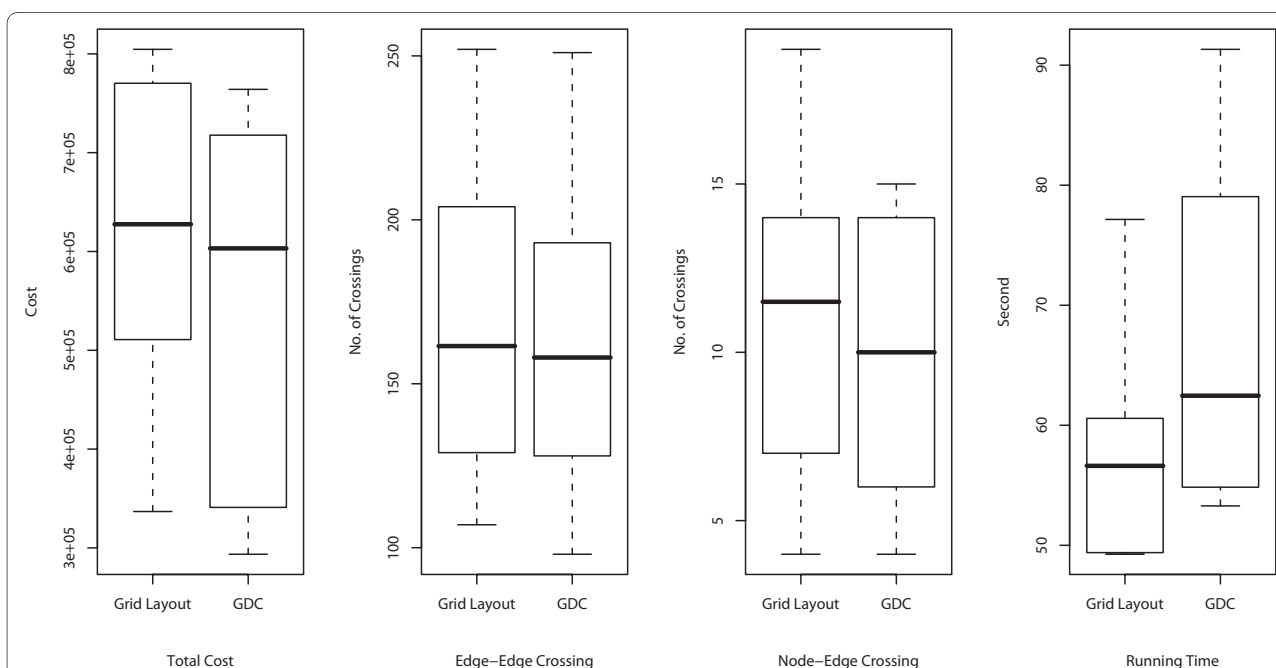 Cost
8e+05
7e+05
6e+05
5e+05
4e+05
3e+05
Grid Layout GDC
Total Cost
No. of Crossings
250
200
150
100
Grid Layout GDC
Edge–Edge Crossing
No. of Crossings
15
10
5
Grid Layout GDC
Node–Edge Crossing
Second
90
80
70
60
50
Grid Layout GDC
Running Time